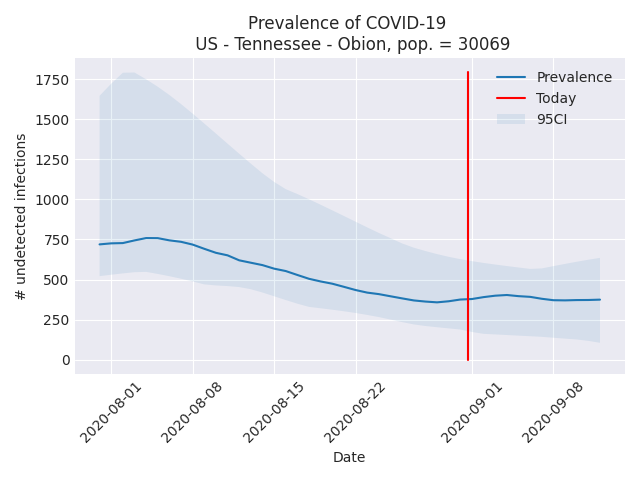 Prevalence of COVID-19
US - Tennessee - Obion, pop. = 30069
Prevalence
Today
95CI
# undetected infections
1750
1500
1250
1000
750
500
250
0
2020-08-01
2020-08-08
2020-08-15
2020-08-22
2020-09-01
2020-09-08
Date